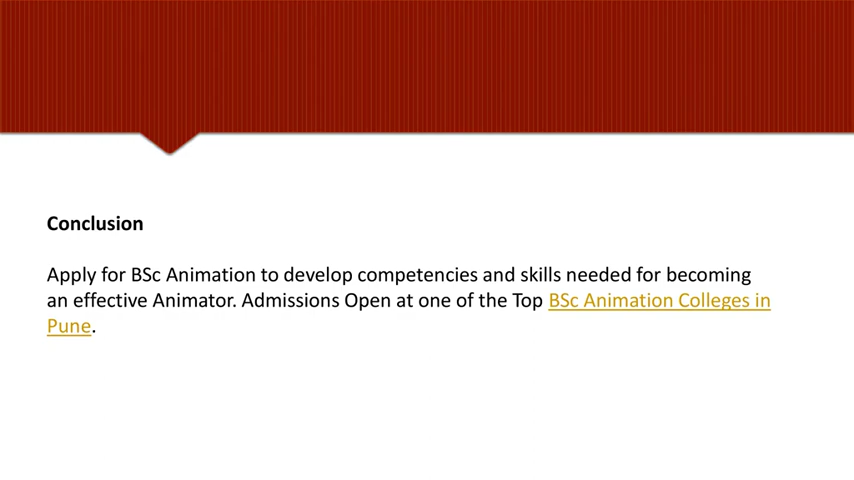 Conclusion
Apply for BSc Animation to develop competencies and skills needed for becoming
an effective Animator. Admissions Open at one of the Top BSc Animation Colleges in
Pune.